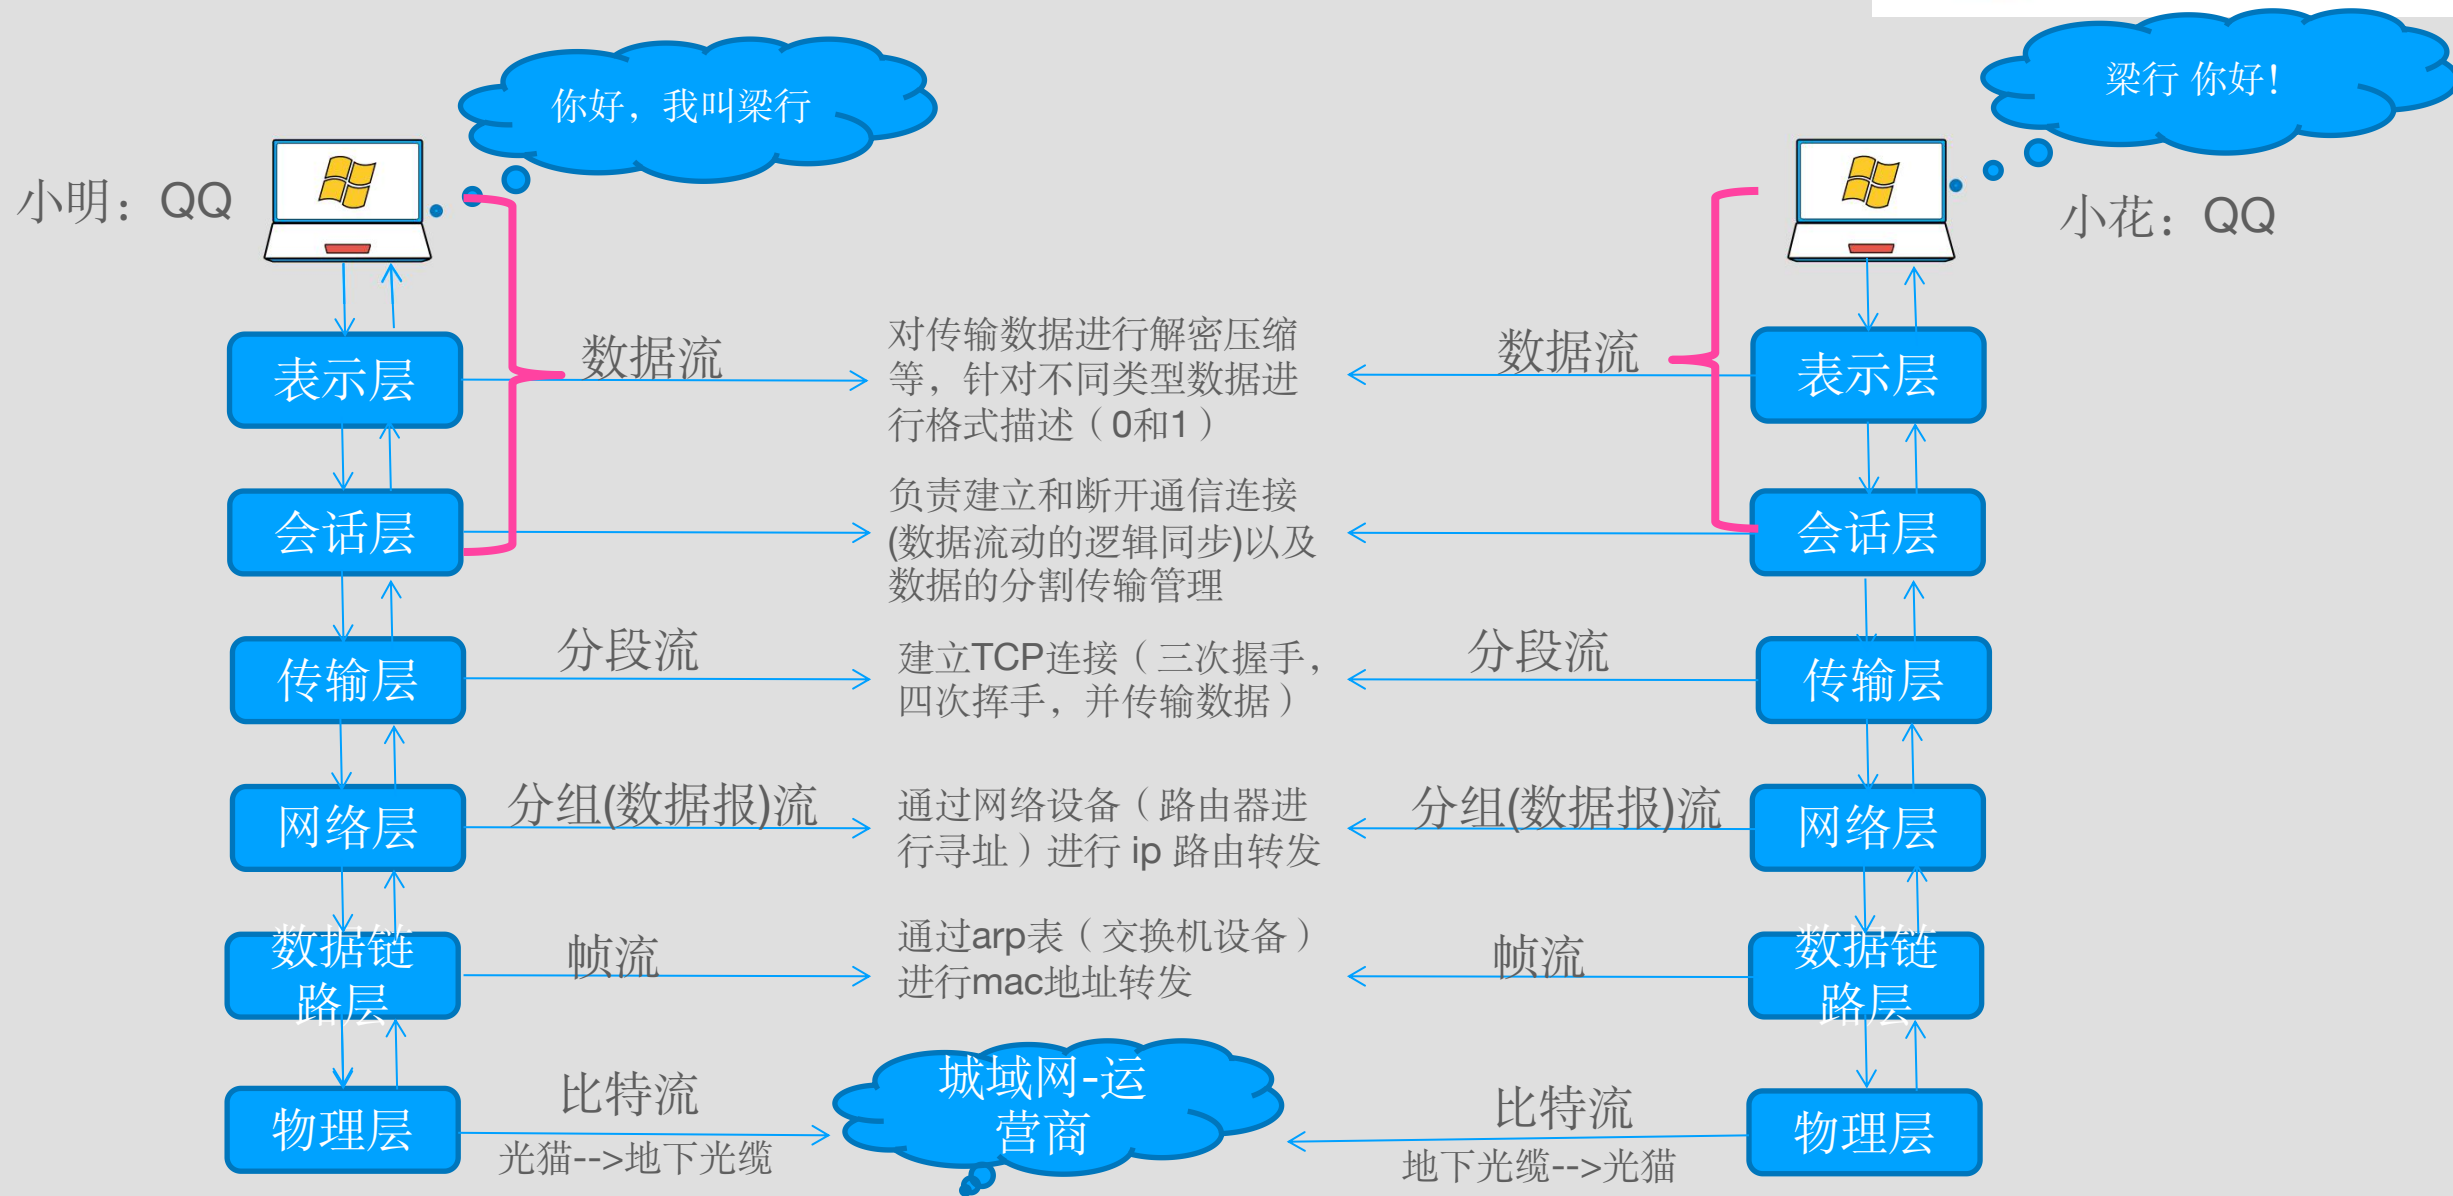 你好，我叫梁行
梁行 你好！
小明：QQ
小花：QQ
表示层
数据流
对传输数据进行解密压缩
等，针对不同类型数据进
行格式描述（0和1）
数据流
表示层
会话层
负责建立和断开通信连接
(数据流动的逻辑同步)以及
数据的分割传输管理
会话层
传输层
分段流
建立TCP连接（三次握手，
四次挥手，并传输数据）
分段流
传输层
网络层
分组(数据报)流
通过网络设备（路由器进
行寻址）进行 ip 路由转发
分组(数据报)流
网络层
数据链
路层
帧流
通过arp表（交换机设备）
进行mac地址转发
帧流
数据链
路层
物理层
比特流
光猫-->地下光缆
城域网-运
营商
比特流
地下光缆-->光猫
物理层